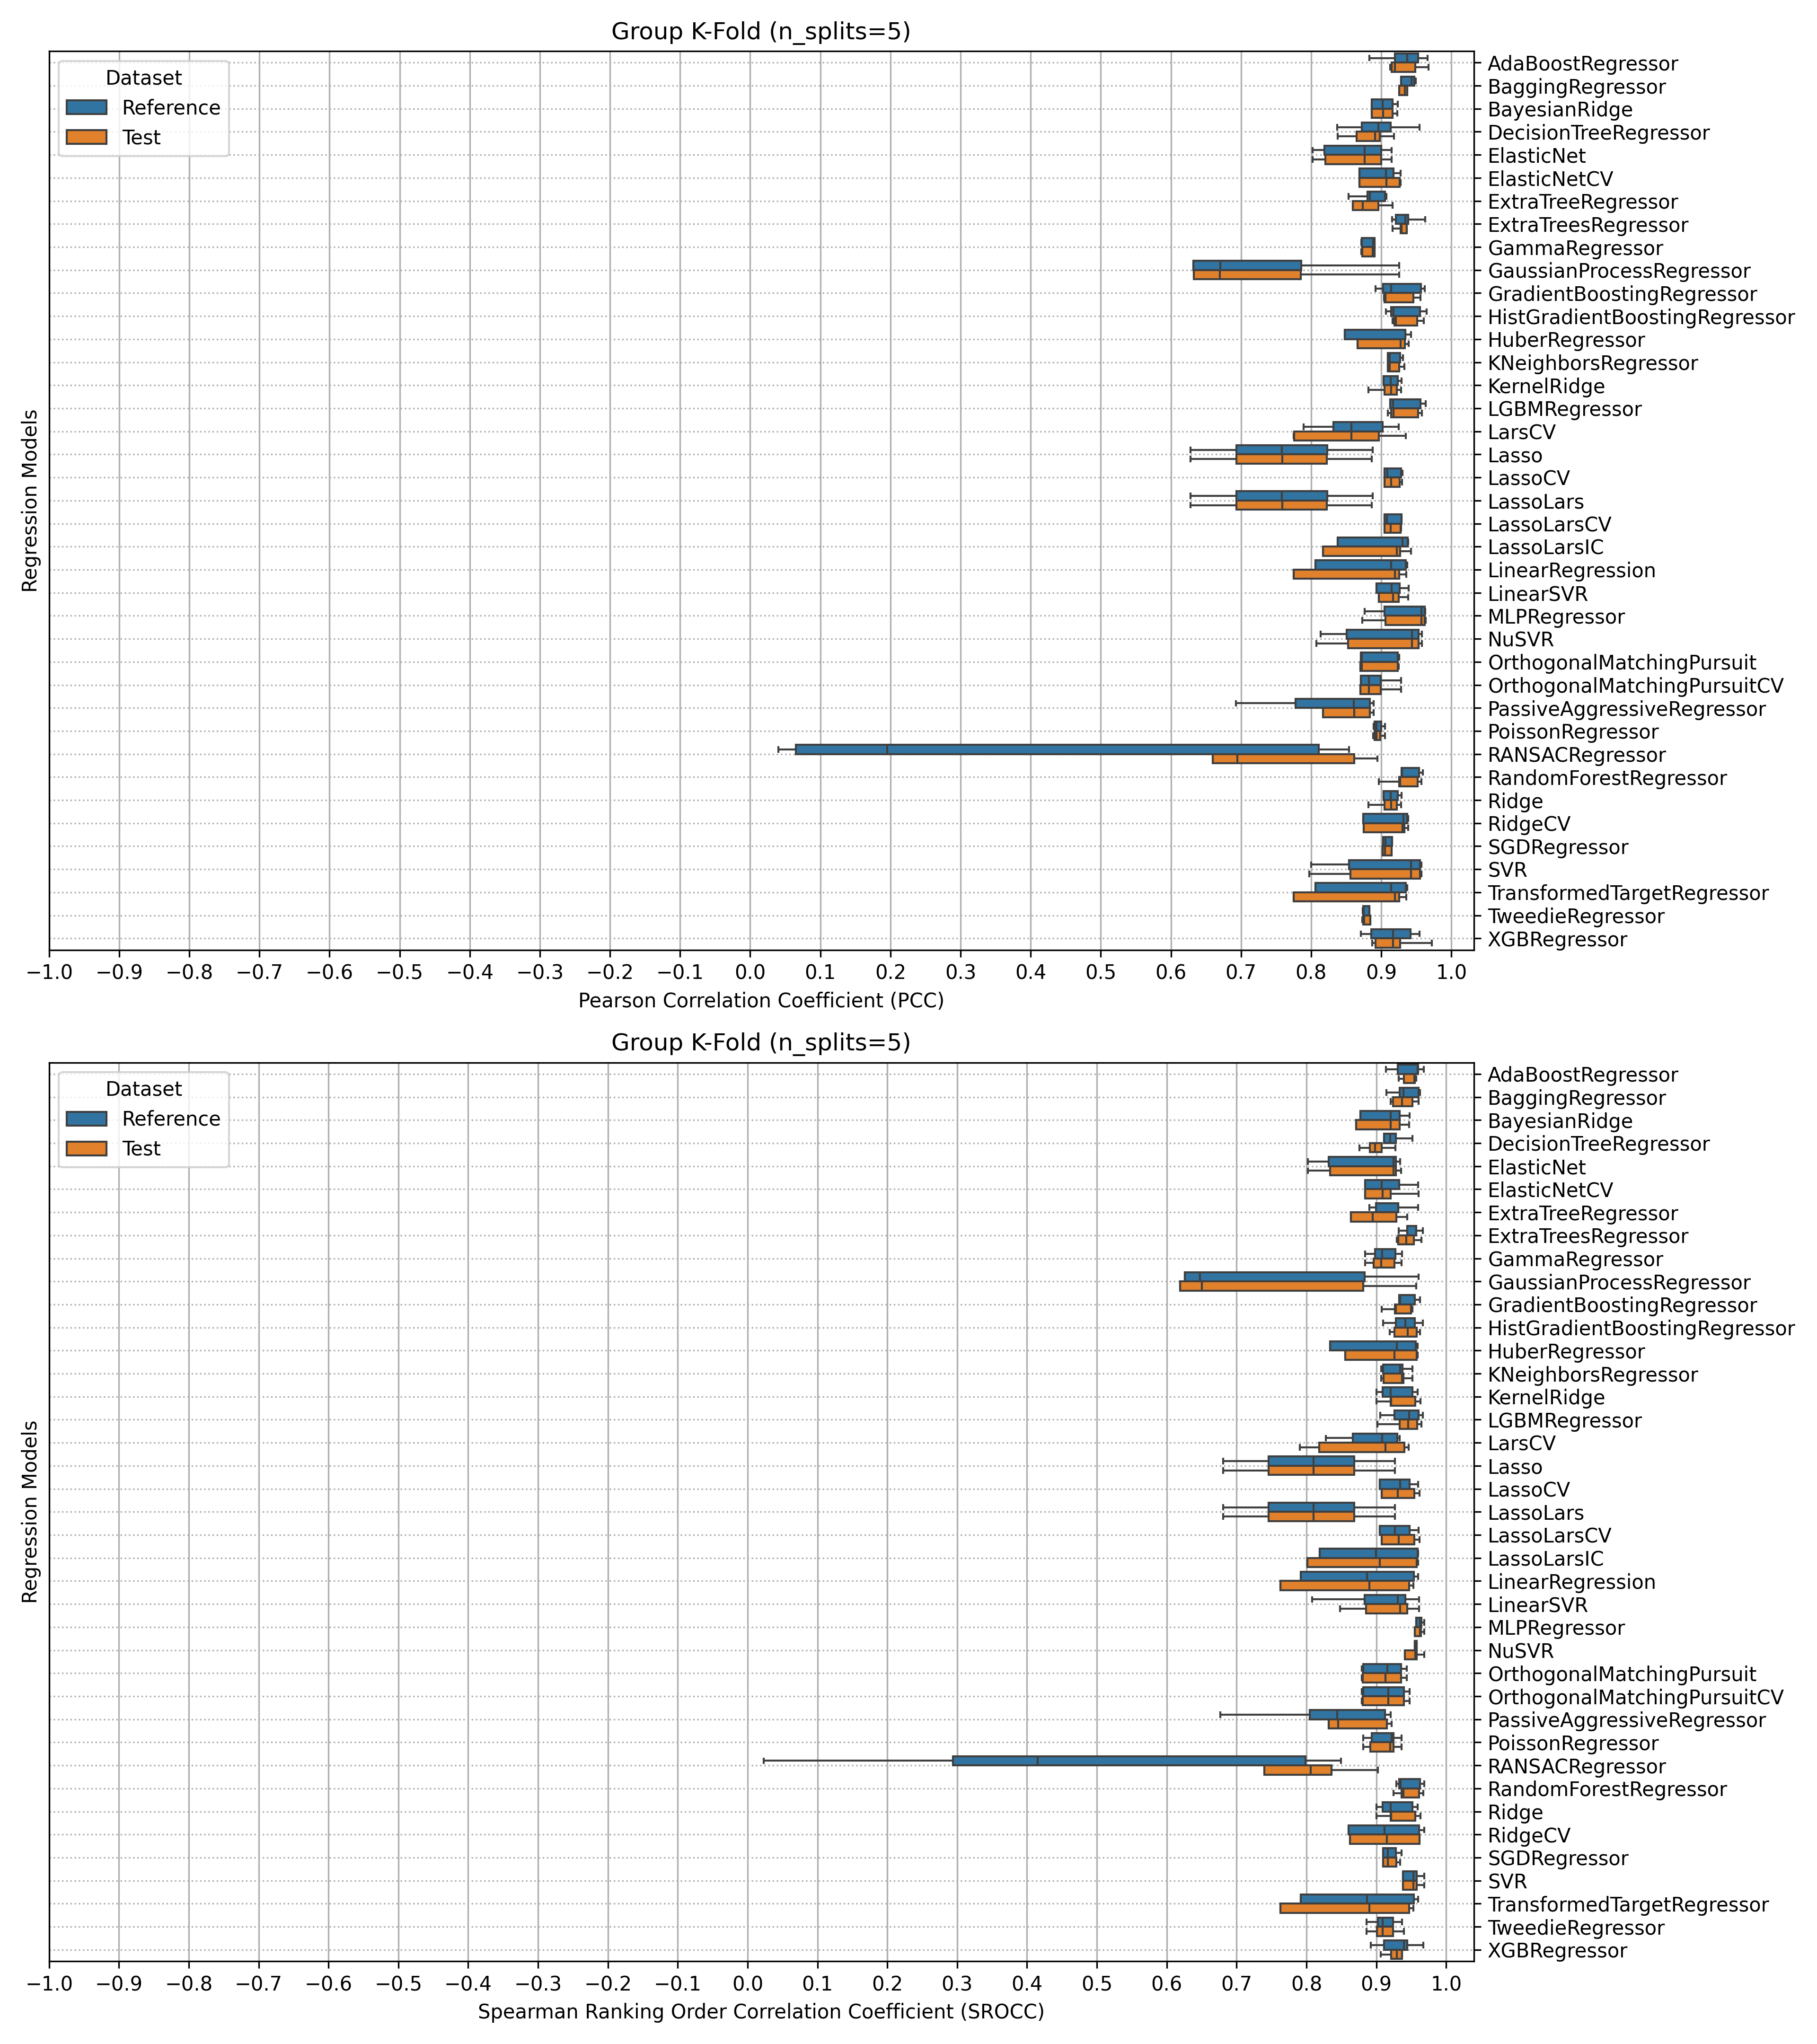 Group K-Fold (n_splits=5)
Dataset
Reference
Test
Regression Models
AdaBoostRegressor
BaggingRegressor
BayesianRidge
DecisionTreeRegressor
ElasticNet
ElasticNetCV
ExtraTreeRegressor
ExtraTreesRegressor
GammaRegressor
GaussianProcessRegressor
GradientBoostingRegressor
HistGradientBoostingRegressor
HuberRegressor
KNeighborsRegressor
KernelRidge
LGBMRegressor
LarsCV
Lasso
LassoCV
LassoLars
LassoLarsCV
LassoLarsIC
LinearRegression
LinearSVR
MLPRegressor
NuSVR
OrthogonalMatchingPursuit
OrthogonalMatchingPursuitCV
PassiveAggressiveRegressor
PoissonRegressor
RANSACRegressor
RandomForestRegressor
Ridge
RidgeCV
SGDRegressor
SVR
TransformedTargetRegressor
TweedieRegressor
XGBRegressor
−1.0 −0.9 −0.8 −0.7 −0.6 −0.5 −0.4 −0.3 −0.2 −0.1 0.0 0.1 0.2 0.3 0.4 0.5 0.6 0.7 0.8 0.9 1.0
Pearson Correlation Coefficient (PCC)
Group K-Fold (n_splits=5)
Dataset
Reference
Test
Regression Models
AdaBoostRegressor
BaggingRegressor
BayesianRidge
DecisionTreeRegressor
ElasticNet
ElasticNetCV
ExtraTreeRegressor
ExtraTreesRegressor
GammaRegressor
GaussianProcessRegressor
GradientBoostingRegressor
HistGradientBoostingRegressor
HuberRegressor
KNeighborsRegressor
KernelRidge
LGBMRegressor
LarsCV
Lasso
LassoCV
LassoLars
LassoLarsCV
LassoLarsIC
LinearRegression
LinearSVR
MLPRegressor
NuSVR
OrthogonalMatchingPursuit
OrthogonalMatchingPursuitCV
PassiveAggressiveRegressor
PoissonRegressor
RANSACRegressor
RandomForestRegressor
Ridge
RidgeCV
SGDRegressor
SVR
TransformedTargetRegressor
TweedieRegressor
XGBRegressor
−1.0 −0.9 −0.8 −0.7 −0.6 −0.5 −0.4 −0.3 −0.2 −0.1 0.0 0.1 0.2 0.3 0.4 0.5 0.6 0.7 0.8 0.9 1.0
Spearman Ranking Order Correlation Coefficient (SROCC)